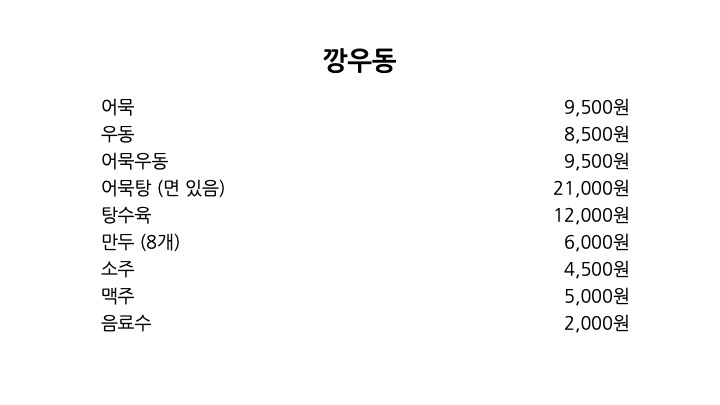 깡우동
어묵 9,500원
우동 8,500원
어묵우동 9,500원
어묵탕 (면 있음) 21,000원
탕수육 12,000원
만두 (8개) 6,000원
소주 4,500원
맥주 5,000원
음료수 2,000원